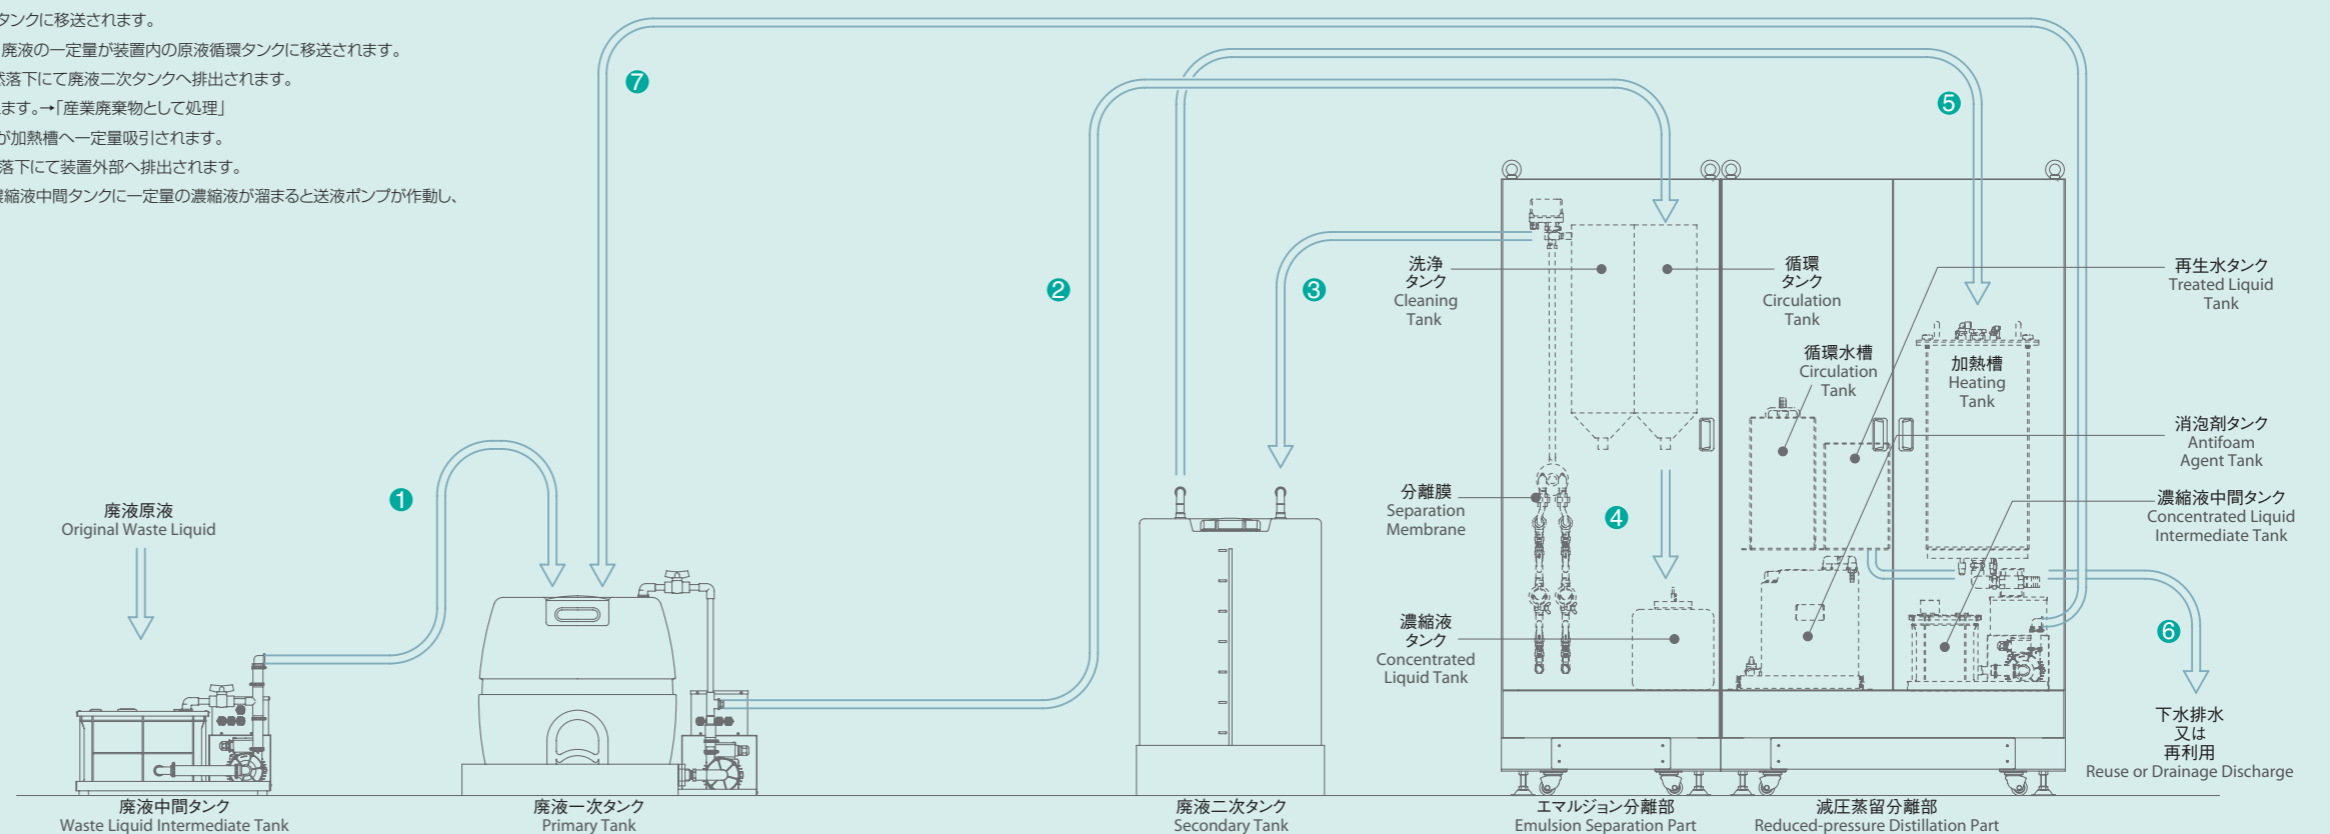 タンクに移送されます。
廃液の一定量が装置内の原液循環タンクに移送されます。
然落下にて廃液二次タンクへ排出されます。
ます。→「産業廃棄物として処理」
が加熱槽へ一定量吸引されます。
落下にて装置外部へ排出されます。
濃縮液中間タンクに一定量の濃縮液が溜まると送液ポンプが作動し、
❼
❺
❷
❸
洗浄
タンク
Cleaning
Tank
循環
タンク
Circulation
Tank
再生水タンク
Treated Liquid
Tank
循環水槽
Circulation
Tank
加熱槽
Heating
Tank
消泡剤タンク
Antifoam
Agent Tank
❶
廃液原液
Original Waste Liquid
分離膜
Separation
Membrane
❹
濃縮液中間タンク
Concentrated Liquid
Intermediate Tank
濃縮液
タンク
Concentrated
Liquid Tank
❻
下水排水
又は
再利用
Reuse or Drainage Discharge
廃液中間タンク
Waste Liquid Intermediate Tank
廃液一次タンク
Primary Tank
廃液二次タンク
Secondary Tank
エマルジョン分離部
Emulsion Separation Part
減圧蒸留分離部
Reduced-pressure Distillation Part